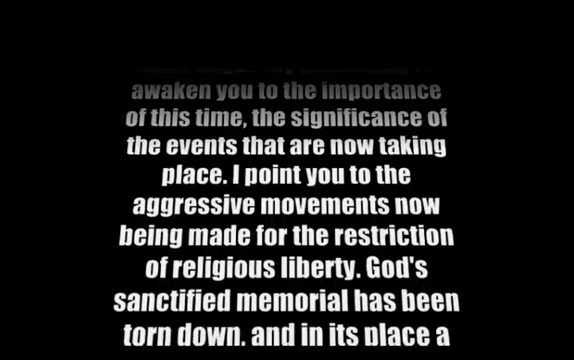 awaken you to the importance
of this time, the significance of
the events that are now taking
place. I point you to the
aggressive movements now
being made for the restriction
of religious liberty. God's
sanctified memorial has been
torn down, and in its place a